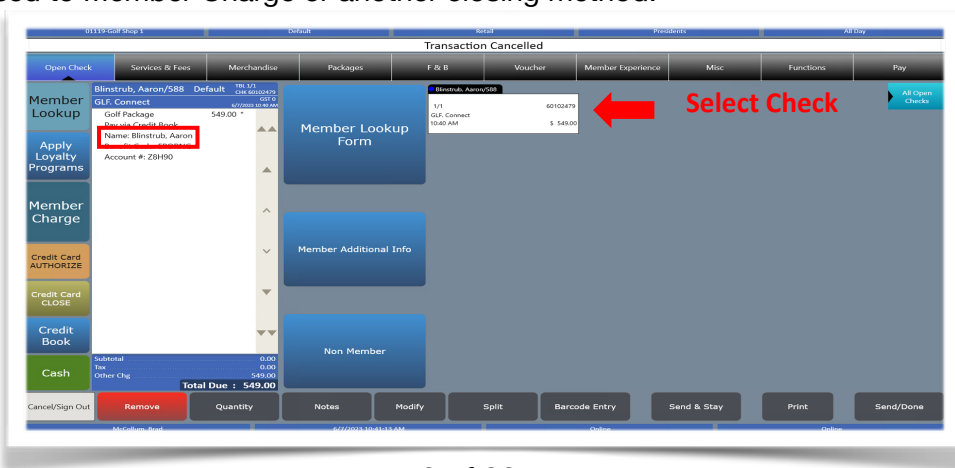 to Member Charge or another closing method.
01119-Golf Shop 1 Default Retail Presidents All Day
Transaction Cancelled
Open Check Services & Fees Merchandise Packages F & B Voucher Member Experience Misc Functions Pay
Member Lookup
Apply Loyalty Programs
Member Charge
Credit Card AUTHORIZE
Credit Card CLOSE
Credit Book
Cash
Blinstrub, Aaron/588 Default TBL 1/1
CHK 60102479
GLF. Connect GST 0
6/7/2023 10:40 AM
Golf Package 549.00 *
Pay via Credit Book
Name: Blinstrub, Aaron
Account #: Z8H90
Subtotal 0.00
Tax 0.00
Other Chg 549.00
Total Due : 549.00
Member Lookup
Form
Member Additional Info
Non Member
Blinstrub, Aaron/588
1/1 60102479
GLF. Connect
10:40 AM $ 549.00
Select Check
All Open
Checks
Cancel/Sign Out Remove Quantity Notes Modify Split Barcode Entry Send & Stay Print Send/Done
McCollum, Brad 6/7/2023 10:41:13 AM Online Online